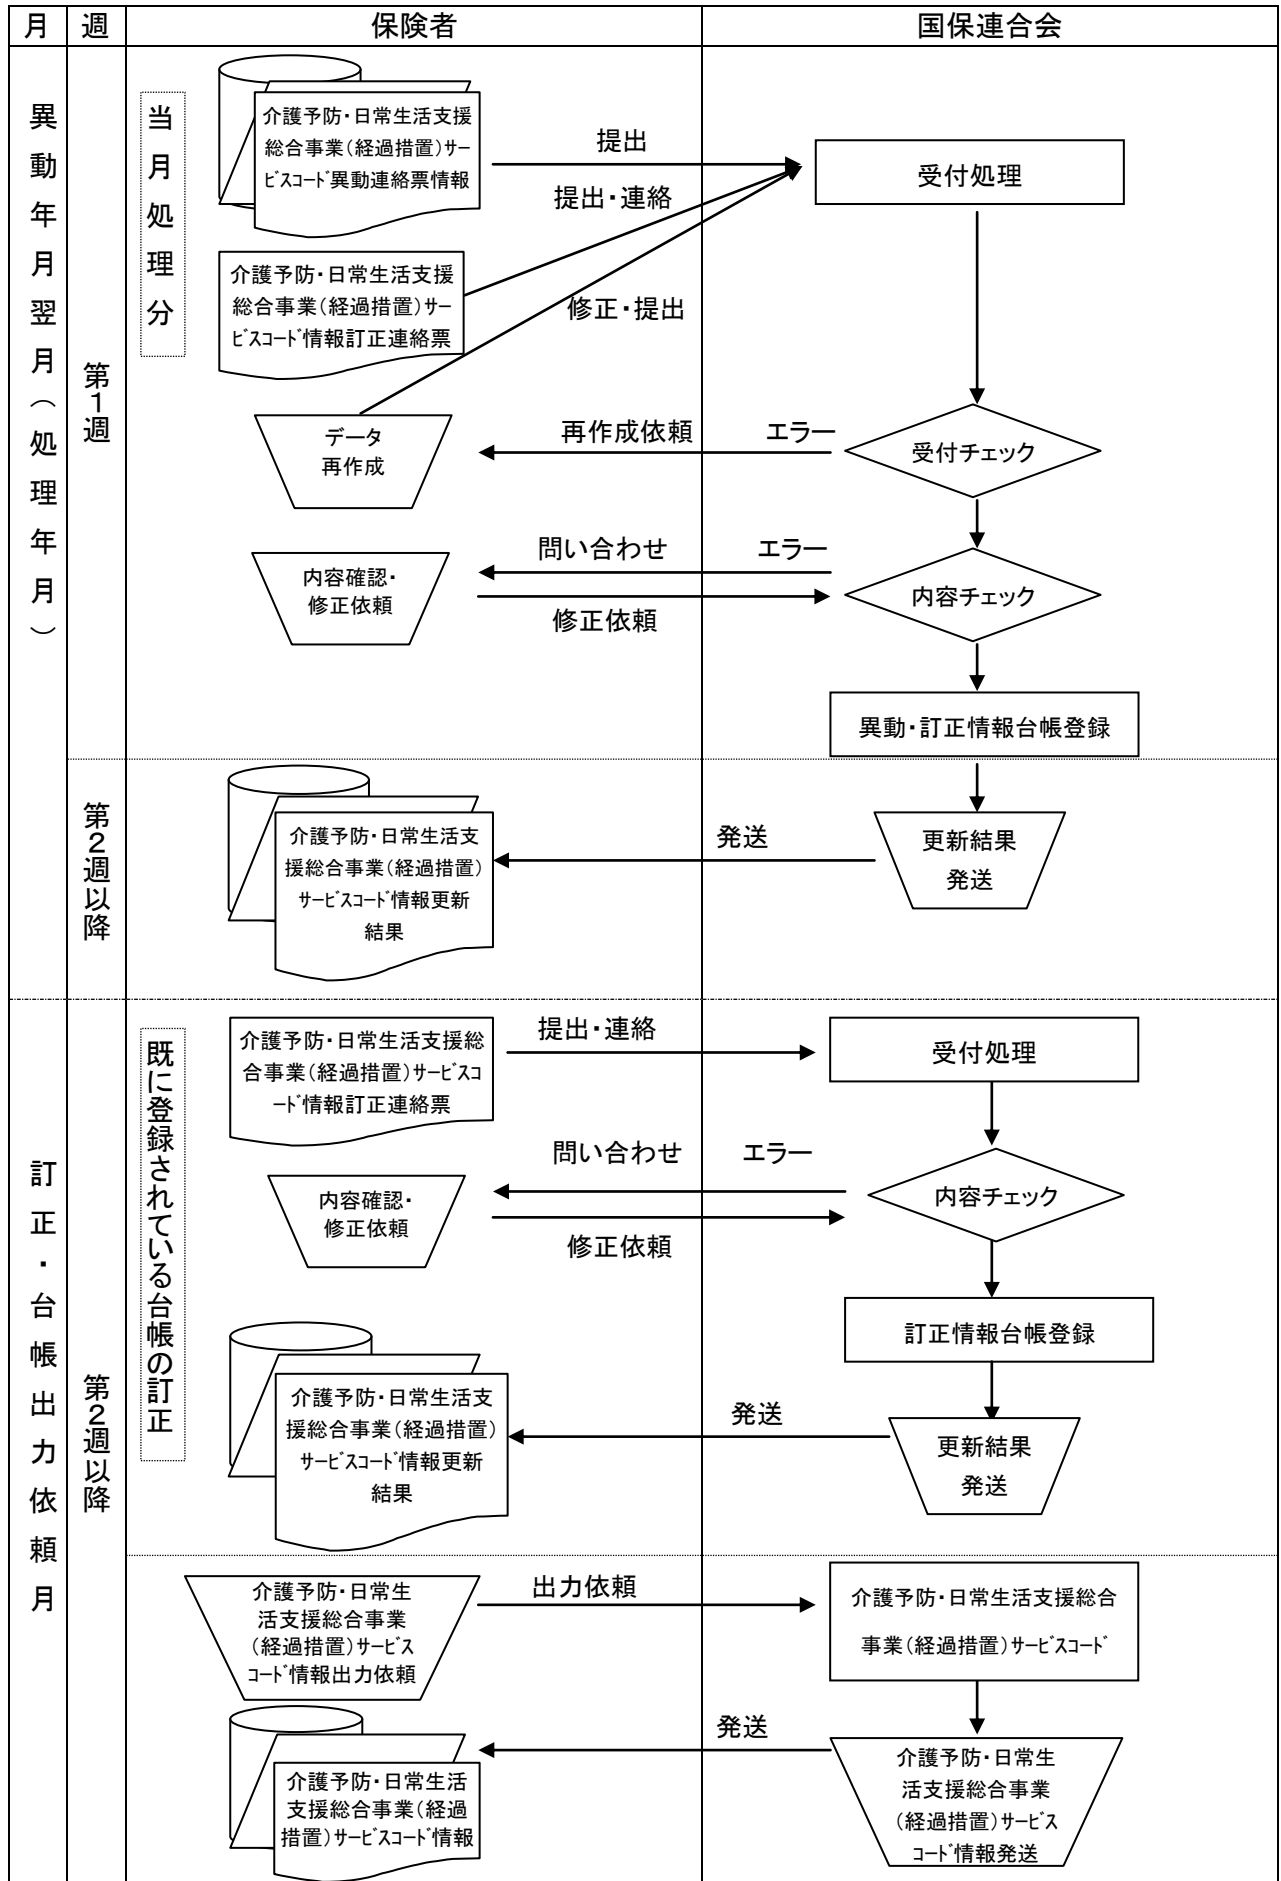 月 週 保険者 国保連合会
異動年月翌月（処理年月）
第1週
当月処理分
介護予防・日常生活支援
総合事業（経過措置）サー
ビスコード異動連絡票情報
提出
受付処理
提出・連絡
介護予防・日常生活支援
総合事業（経過措置）サー
ビスコード情報訂正連絡票
修正・提出
データ
再作成
再作成依頼 エラー
受付チェック
問い合わせ エラー
内容確認・
修正依頼
修正依頼
内容チェック
異動・訂正情報台帳登録
第2週以降
介護予防・日常生活支
援総合事業（経過措置）
サービスコード情報更新
結果
発送
更新結果
発送
訂正・台帳出力依頼月
第2週以降
既に登録されている台帳の訂正
介護予防・日常生活支援総
合事業（経過措置）サービスコ
ード情報訂正連絡票
提出・連絡
受付処理
問い合わせ エラー
内容確認・
修正依頼
修正依頼
内容チェック
訂正情報台帳登録
介護予防・日常生活支
援総合事業（経過措置）
サービスコード情報更新
結果
発送
更新結果
発送
介護予防・日常生
活支援総合事業
（経過措置）サービス
コード情報出力依頼
出力依頼
介護予防・日常生活支援総合
事業（経過措置）サービスコード
介護予防・日常生活
支援総合事業（経過
措置）サービスコード情報
発送
介護予防・日常生
活支援総合事業
（経過措置）サービス
コード情報発送